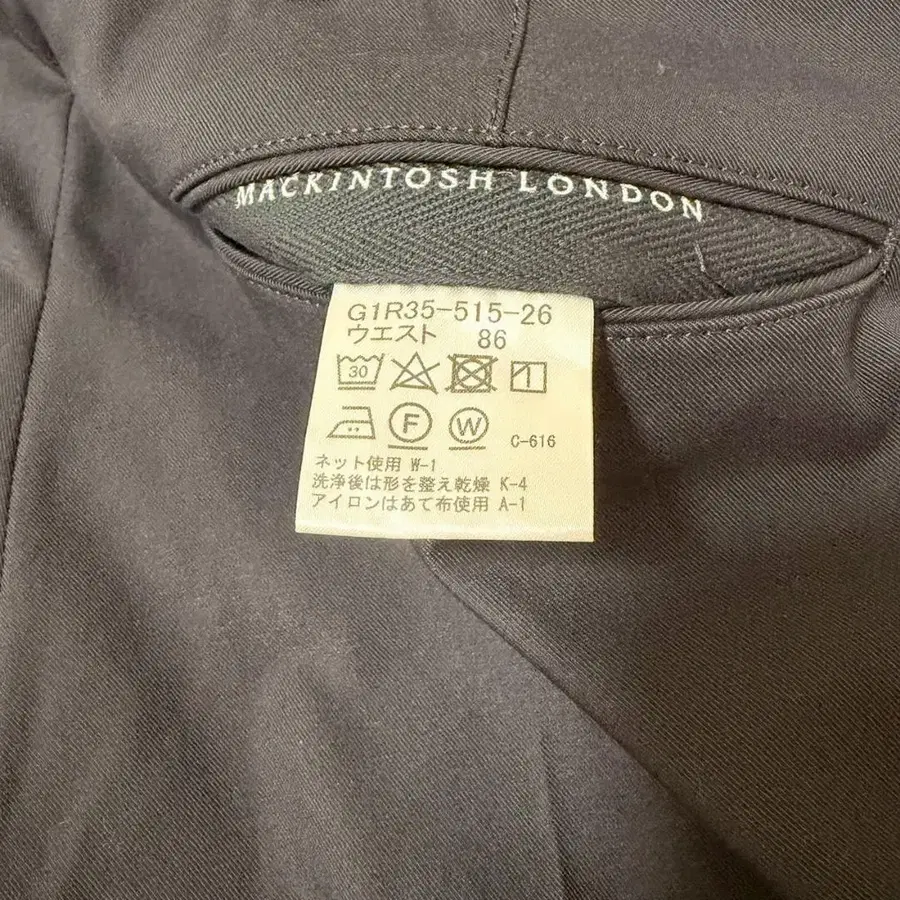 MACKINTOSH LONDON
G1R35-515-26
ウエスト 86
30
1
F W C-616
ネット使用 W-1
洗浄後は形を整え乾燥 K-4
アイロンはあて布使用 A-1